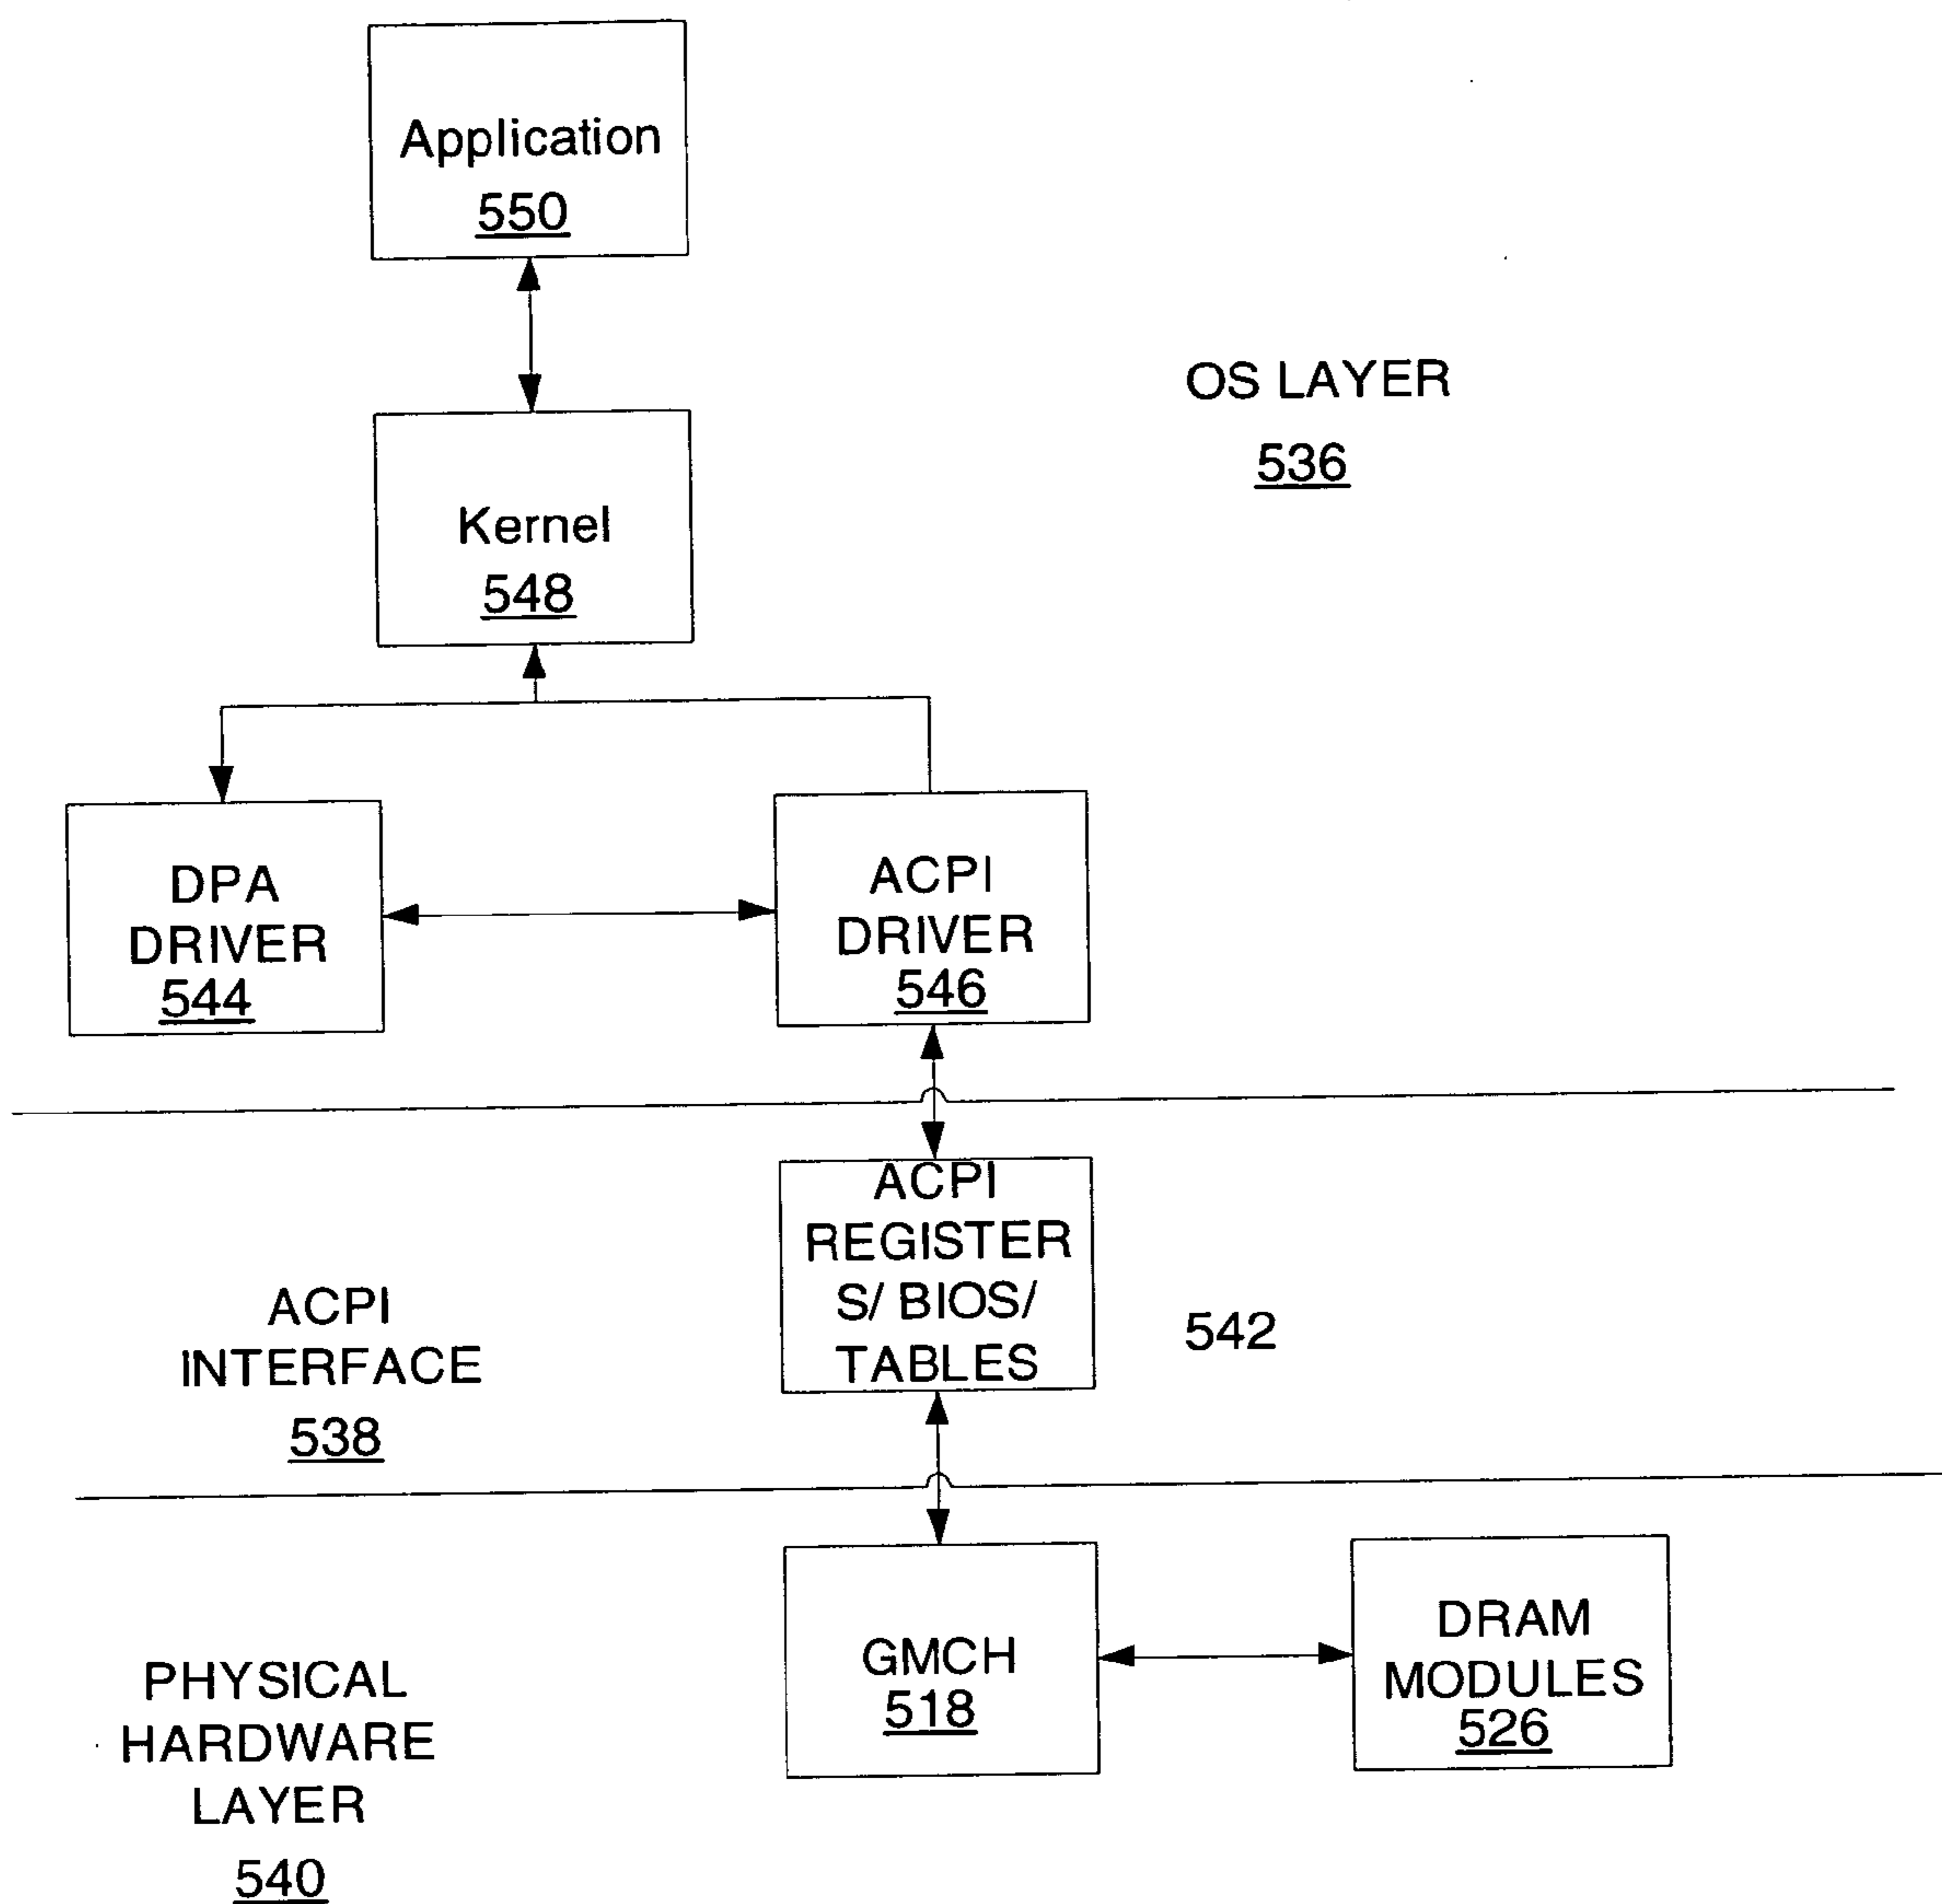 Application
550
OS LAYER
536
Kernel
548
DPA
DRIVER
544
ACPI
DRIVER
546
ACPI
REGISTER
S/ BIOS/
TABLES
542
ACPI
INTERFACE
538
GMCH
518
DRAM
MODULES
526
PHYSICAL
HARDWARE
LAYER
540